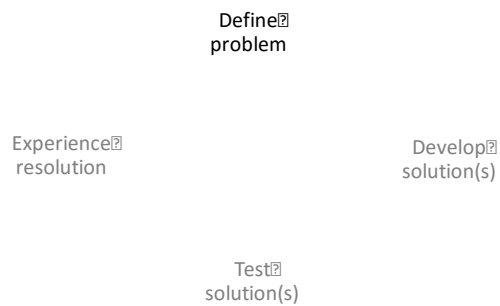 Define⍰
problem
Experience⍰
resolution
Develop⍰
solution(s)
Test⍰
solution(s)